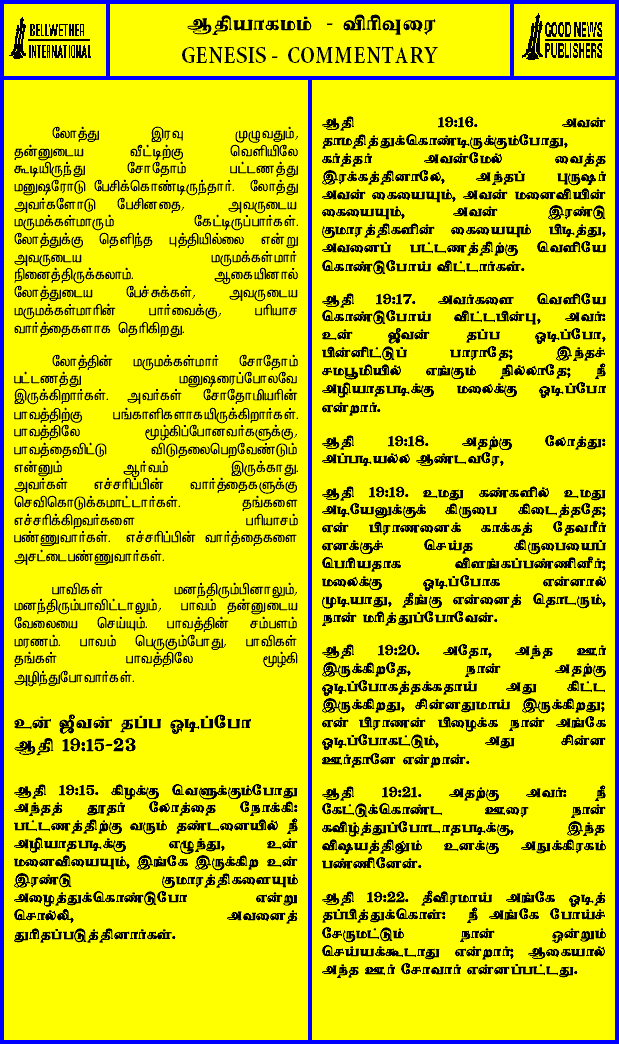 BELLWETHER
INTERNATIONAL
ஆதியாகமம் - விரிவுரை
GENESIS - COMMENTARY
GOOD NEWS
PUBLISHERS
லோத்து இரவு முழுவதும்,
தன்னுடைய வீட்டிற்கு வெளியிலே
கூடியிருந்து சோதோம் பட்டணத்து
மனுஷரோடு பேசிக்கொண்டிருந்தார். லோத்து
அவர்களோடு பேசினதை, அவருடைய
மருமக்கள்மாரும் கேட்டிருப்பார்கள்.
லோத்துக்கு தெளிந்த புத்தியில்லை என்று
அவருடைய மருமக்கள்மார்
நினைத்திருக்கலாம். ஆகையினால்
லோத்துடைய பேச்சுக்கள், அவருடைய
மருமக்கள்மாரின் பார்வைக்கு, பரியாச
வார்த்தைகளாக தெரிகிறது.
லோத்தின் மருமக்கள்மார் சோதோம்
பட்டணத்து மனுஷரைப்போலவே
இருக்கிறார்கள். அவர்கள் சோதோமியரின்
பாவத்திற்கு பங்காளிகளாகயிருக்கிறார்கள்.
பாவத்திலே மூழ்கிப்போனவர்களுக்கு,
பாவத்தைவிட்டு விடுதலைபெறவேண்டும்
என்னும் ஆர்வம் இருக்காது.
அவர்கள் எச்சரிப்பின் வார்த்தைகளுக்கு
செவிகொடுக்கமாட்டார்கள். தங்களை
எச்சரிக்கிறவர்களை பரியாசம்
பண்ணுவார்கள். எச்சரிப்பின் வார்த்தைகளை
அசட்டைபண்ணுவார்கள்.
பாவிகள் மனந்திரும்பினாலும்,
மனந்திரும்பாவிட்டாலும், பாவம் தன்னுடைய
வேலையை செய்யும். பாவத்தின் சம்பளம்
மரணம். பாவம் பெருகும்போது, பாவிகள்
தங்கள் பாவத்திலே மூழ்கி
அழிந்துபோவார்கள்.
உன் ஜீவன் தப்ப ஓடிப்போ
ஆதி 19:15-23
ஆதி 19:15. கிழக்கு வெளுக்கும்போது
அந்தத் தூதர் லோத்தை நோக்கி:
பட்டணத்திற்கு வரும் தண்டனையில் நீ
அழியாதபடிக்கு எழுந்து, உன்
மனைவியையும், இங்கே இருக்கிற உன்
இரண்டு குமாரத்திகளையும்
அழைத்துக்கொண்டுபோ என்று
சொல்லி, அவனைத்
துரிதப்படுத்தினார்கள்.
ஆதி 19:16. அவன்
தாமதித்துக்கொண்டிருக்கும்போது,
கர்த்தர் அவன்மேல் வைத்த
இரக்கத்தினாலே, அந்தப் புருஷர்
அவன் கையையும், அவன் மனைவியின்
கையையும், அவன் இரண்டு
குமாரத்திகளின் கையையும் பிடித்து,
அவனைப் பட்டணத்திற்கு வெளியே
கொண்டுபோய் விட்டார்கள்.
ஆதி 19:17. அவர்களை வெளியே
கொண்டுபோய் விட்டபின்பு, அவர்:
உன் ஜீவன் தப்ப ஓடிப்போ,
பின்னிட்டுப் பாராதே; இந்தச்
சமபூமியில் எங்கும் நில்லாதே; நீ
அழியாதபடிக்கு மலைக்கு ஓடிப்போ
என்றார்.
ஆதி 19:18. அதற்கு லோத்து:
அப்படியல்ல ஆண்டவரே,
ஆதி 19:19. உமது கண்களில் உமது
அடியேனுக்குக் கிருபை கிடைத்ததே;
என் பிராணனைக் காக்கத் தேவரீர்
எனக்குச் செய்த கிருபையைப்
பெரியதாக விளங்கப்பண்ணினீர்;
மலைக்கு ஓடிப்போக என்னால்
முடியாது, தீங்கு என்னைத் தொடரும்,
நான் மரித்துப்போவேன்.
ஆதி 19:20. அதோ, அந்த ஊர்
இருக்கிறதே, நான் அதற்கு
ஓடிப்போகத்தக்கதாய் அது கிட்ட
இருக்கிறது, சின்னதுமாய் இருக்கிறது;
என் பிராணன் பிழைக்க நான் அங்கே
ஓடிப்போகட்டும், அது சின்ன
ஊர்தானே என்றான்.
ஆதி 19:21. அதற்கு அவர்: நீ
கேட்டுக்கொண்ட ஊரை நான்
கவிழ்த்துப்போடாதபடிக்கு, இந்த
விஷயத்திலும் உனக்கு அநுக்கிரகம்
பண்ணினேன்.
ஆதி 19:22. தீவிரமாய் அங்கே ஓடித்
தப்பித்துக்கொள்: நீ அங்கே போய்ச்
சேருமட்டும் நான் ஒன்றும்
செய்யக்கூடாது என்றார்; ஆகையால்
அந்த ஊர் சோவார் என்னப்பட்டது.